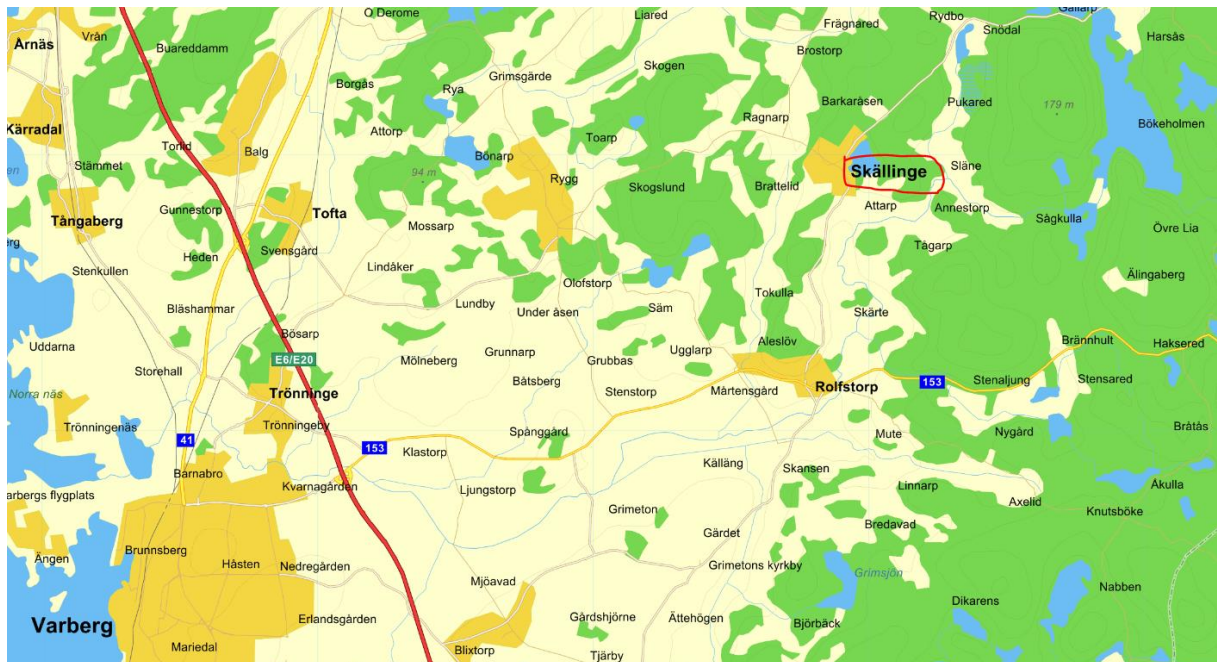 O Derome
Liared
Frägnared
Rydbo
Gällarp
Snödal
Harsås
Årnäs
Vrån
Buareddamm
Brostorp
Skogen
Grimsgärde
Borgås
Rya
Barkaråsen
Pukared
179 m
Bökeholmen
Kärradal
Attorp
Toarp
Ragnarp
Torlid
Balg
Bönarp
Stämmet
94 m
Rygg
Skogslund
Brattelid
Skällinge
Släne
Gunnestorp
Tofta
Attarp
Annestorp
Tångaberg
Mossarp
Sågkulla
Övre Lia
Tågarp
Svensgård
Heden
Stenkullen
Lindåker
Älingaberg
Olofstorp
Tokulla
Bläshammar
Lundby
Under åsen
Säm
Skärte
Bösarp
Uddarna
E6/E20
Mölneberg
Grunnarp
Grubbas
Ugglarp
Aleslöv
Brännhult
Haksered
Storehall
Båtsberg
Stenstorp
Mårtensgård
Rolfstorp
153
Stenaljung
Stensared
Norra näs
Trönninge
Trönningenäs
Trönningeby
Spånggård
Mute
Nygård
Bråtås
41
153
Klastorp
Källäng
Skansen
Barnabro
Kvarnagården
Ljungstorp
Linnarp
Åkulla
arbergs flygplats
Grimeton
Axelid
Knutsböke
Bredavad
Gärdet
Ängen
Brunnsberg
Håsten
Nedregården
Grimetons kyrkby
Grimsjön
Mjöavad
Nabben
Dikarens
Varberg
Erlandsgården
Gårdshjörne
Ättehögen
Björbäck
Mariedal
Blixtorp
Tjärby